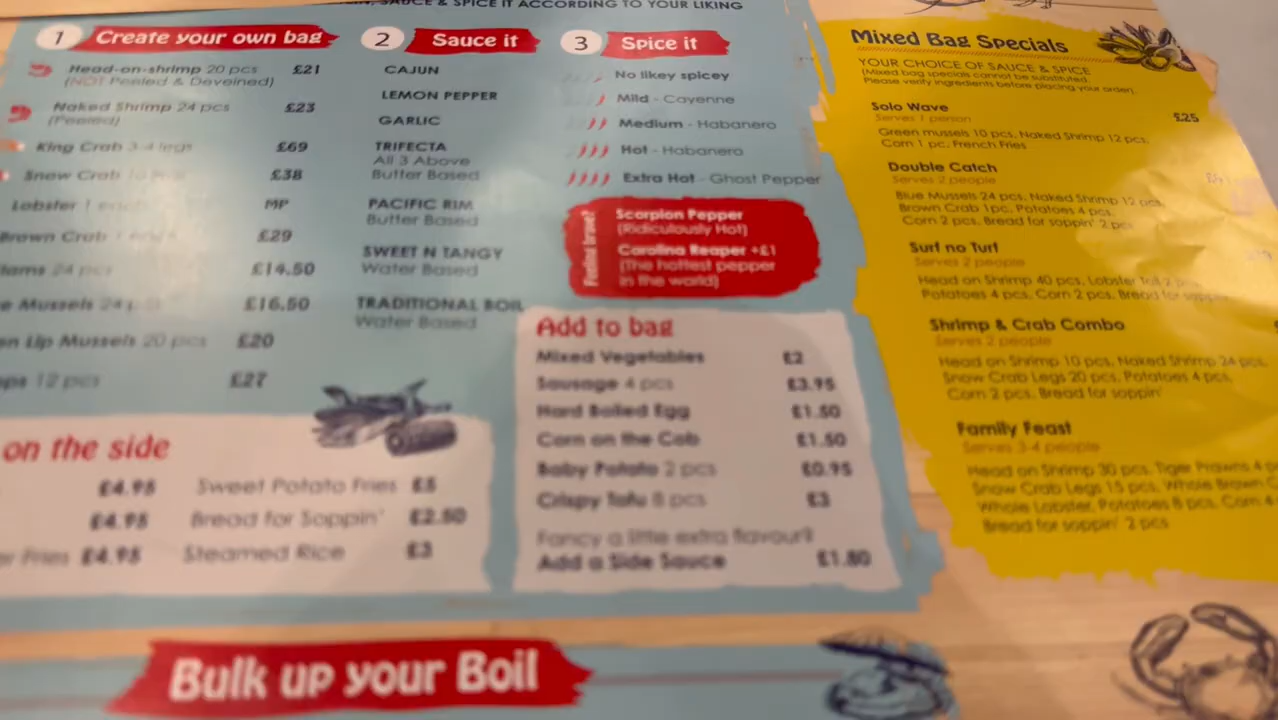 SAUCE & SPICE IT ACCORDING TO YOUR LIKING
1 Create your own bag
Head-on-shrimp 20 pcs £21
(NOT Peeled & Deveined)
Naked Shrimp 24 pcs £23
(Peeled)
King Crab 3-4 legs £69
Snow Crab £38
Lobster 1 each MP
Brown Crab 1 each £29
24 pcs £14.50
Mussels 24 £16.50
Lip Mussels 20 pcs £20
12 pcs £27
2 Sauce it
CAJUN
LEMON PEPPER
GARLIC
TRIFECTA
All 3 Above
Butter Based
PACIFIC RIM
Butter Based
SWEET N TANGY
Water Based
TRADITIONAL BOIL
Water Based
3 Spice it
No likey spicey
Mild - Cayenne
Medium - Habanero
Hot - Habanero
Extra Hot - Ghost Pepper
Feeling brave?
Scorpion Pepper
(Ridiculously Hot)
Carolina Reaper +£1
(The hottest pepper
in the world)
Add to bag
Mixed Vegetables £2
Sausage 4 pcs £3.95
Hard Boiled Egg £1.50
Corn on the Cob £1.50
Baby Potato 2 pcs £0.95
Crispy Tofu 8 pcs £3
Fancy a little extra flavour?
Add a Side Sauce £1.80
on the side
£4.95 Sweet Potato Fries £5
£4.95 Bread for Soppin' £2.50
Fries £4.95 Steamed Rice £3
Mixed Bag Specials
YOUR CHOICE OF SAUCE & SPICE
(Mixed bag specials cannot be substituted.
Please verify ingredients before placing your order)
Solo Wave £25
Serves 1 person
Green mussels 10 pcs, Naked Shrimp 12 pcs,
Corn 1 pc, French Fries
Double Catch
Serves 2 people
Blue Mussels 24 pcs, Naked Shrimp 12 pcs,
Brown Crab 1pc, Potatoes 4 pcs,
Corn 2 pcs, Bread for soppin' 2 pcs
Surf no Turf
Serves 2 people
Head on Shrimp 40 pcs, Lobster tail 2
Potatoes 4 pcs, Corn 2 pcs, Bread for soppin'
Shrimp & Crab Combo
Serves 2 people
Head on Shrimp 10 pcs, Naked Shrimp 24 pcs,
Snow Crab Legs 20 pcs, Potatoes 4 pcs,
Corn 2 pcs, Bread for soppin'
Family Feast
Serves 3-4 people
Head on Shrimp 30 pcs, Tiger Prawns 4
Snow Crab Legs 15 pcs, Whole Brown
Whole Lobster, Potatoes 8 pcs, Corn 4
Bread for soppin' 2 pcs
Bulk up your Boil